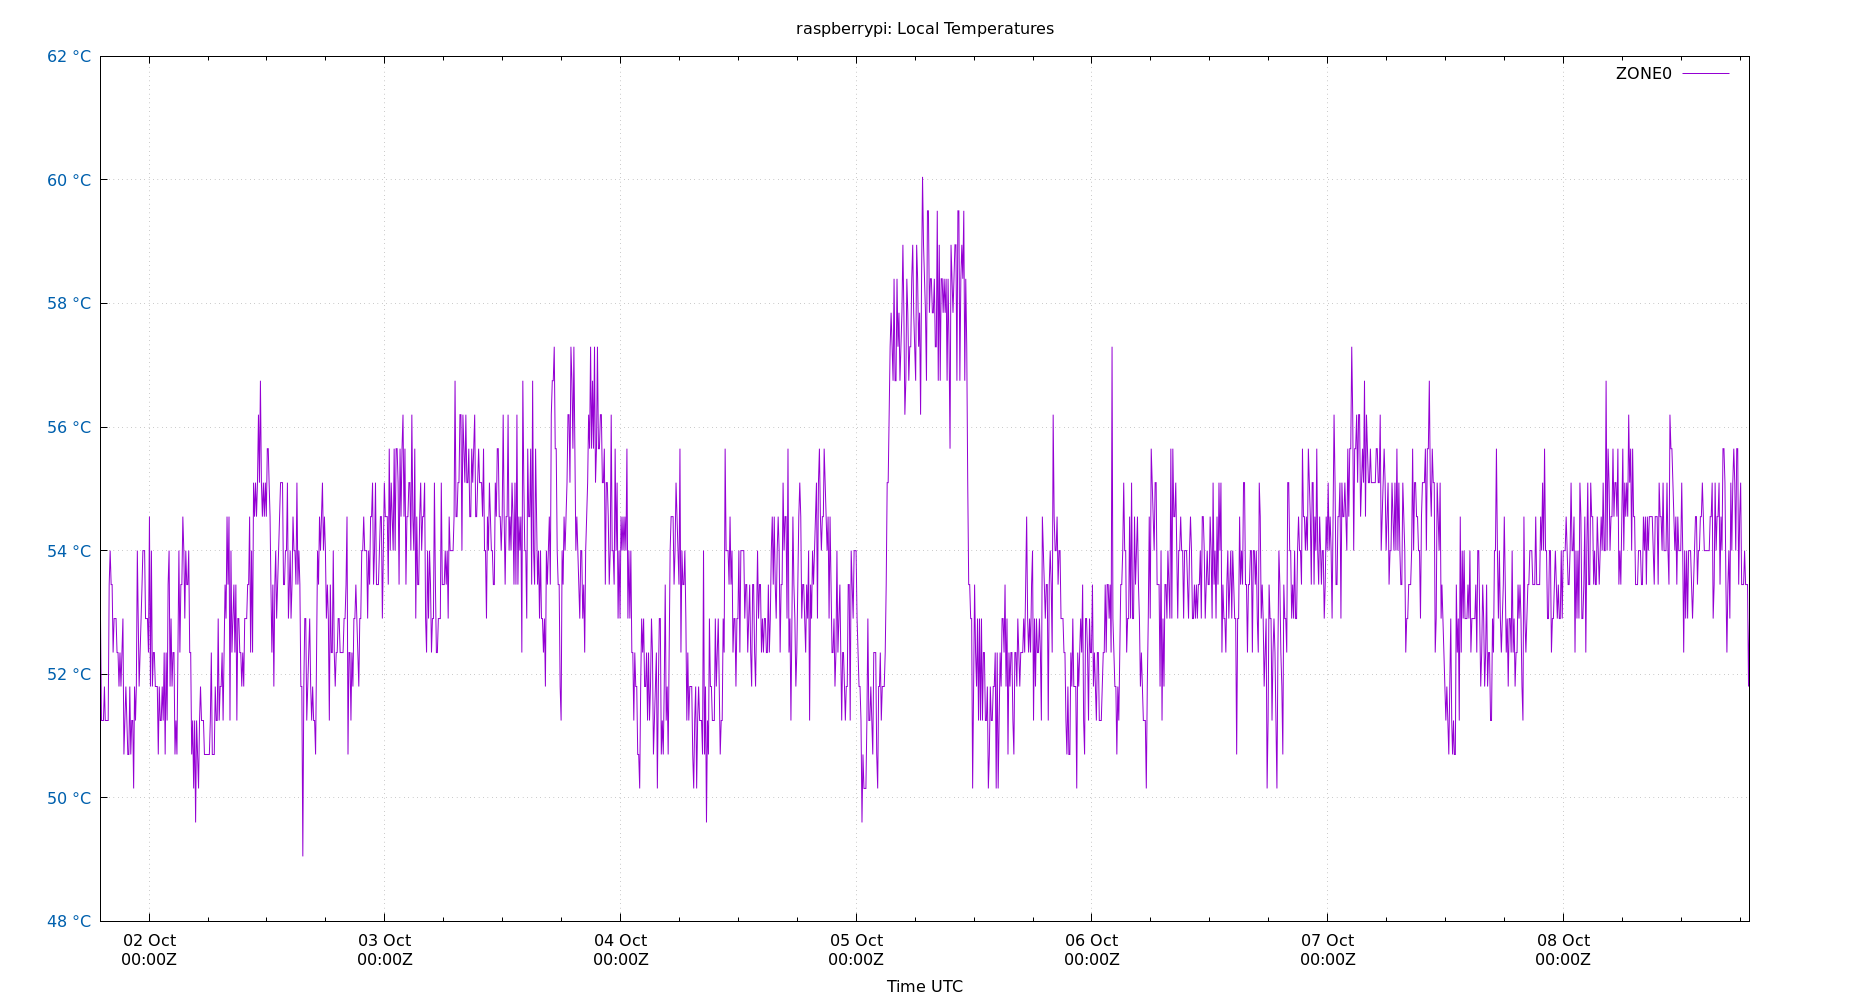 raspberrypi: Local Temperatures
62 °C
ZONE0
60 °C
58 °C
56 °C
54 °C
52 °C
50 °C
48 °C
02 Oct 03 Oct 04 Oct 05 Oct 06 Oct 07 Oct 08 Oct
00:00Z 00:00Z 00:00Z 00:00Z 00:00Z 00:00Z 00:00Z
Time UTC